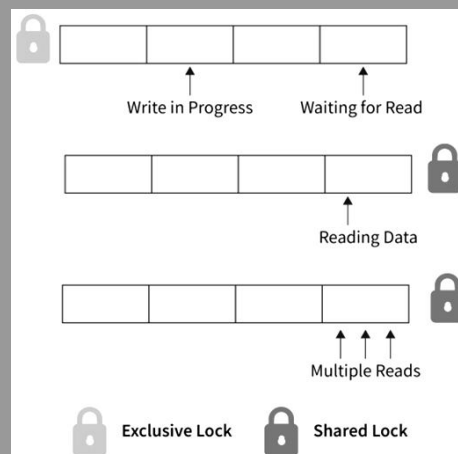 Write in Progress Waiting for Read
Reading Data
Multiple Reads
Exclusive Lock Shared Lock